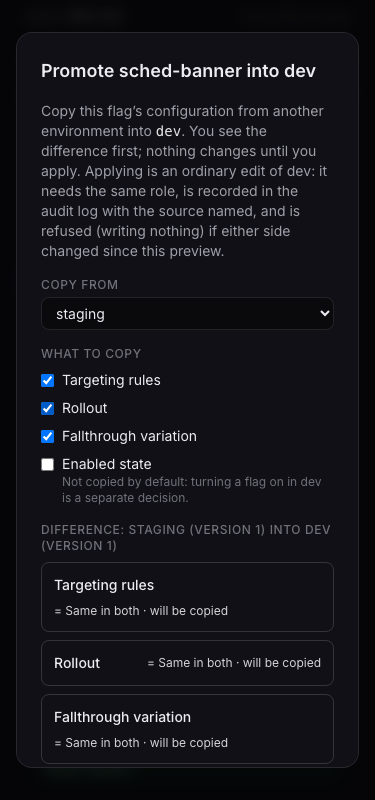 Promote sched-banner into dev
Copy this flag’s configuration from another
environment into dev. You see the
difference first; nothing changes until you
apply. Applying is an ordinary edit of dev: it
needs the same role, is recorded in the
audit log with the source named, and is
refused (writing nothing) if either side
changed since this preview.
COPY FROM
staging
WHAT TO COPY
Targeting rules
Rollout
Fallthrough variation
Enabled state
Not copied by default: turning a flag on in dev
is a separate decision.
DIFFERENCE: STAGING (VERSION 1) INTO DEV
(VERSION 1)
Targeting rules
= Same in both · will be copied
Rollout = Same in both · will be copied
Fallthrough variation
= Same in both · will be copied